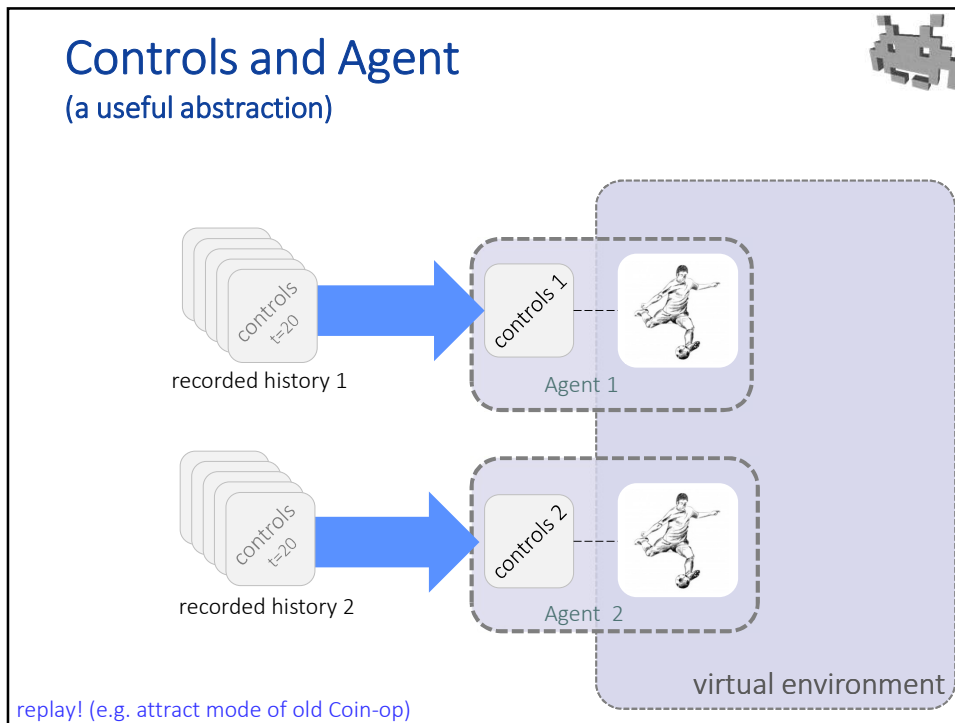 Controls and Agent
(a useful abstraction)
controls
t=20
recorded history 1
controls 1
Agent 1
controls
t=20
recorded history 2
controls 2
Agent 2
virtual environment
replay! (e.g. attract mode of old Coin-op)